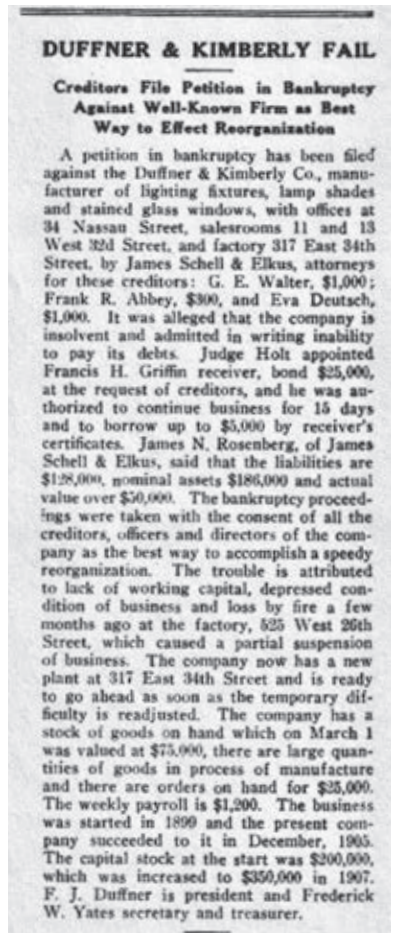 DUFFNER & KIMBERLY FAIL
Creditors File Petition in Bankruptcy
Against Well-Known Firm as Best
Way to Effect Reorganization
A petition in bankruptcy has been filed
against the Duffner & Kimberly Co., manu-
facturer of lighting fixtures, lamp shades
and stained glass windows, with offices at
34 Nassau Street, salesrooms 11 and 13
West 32d Street, and factory 317 East 34th
Street, by James Schell & Elkus, attorneys
for these creditors: G. E. Walter, $1,000;
Frank R. Abbey, $300, and Eva Deutsch,
$1,000. It was alleged that the company is
insolvent and admitted in writing inability
to pay its debts. Judge Holt appointed
Francis H. Griffin receiver, bond $25,000,
at the request of creditors, and he was au-
thorized to continue business for 15 days
and to borrow up to $5,000 by receiver's
certificates. James N. Rosenberg, of James
Schell & Elkus, said that the liabilities are
$128,000, nominal assets $186,000 and actual
value over $50,000. The bankruptcy proceed-
ings were taken with the consent of all the
creditors, officers and directors of the com-
pany as the best way to accomplish a speedy
reorganization. The trouble is attributed
to lack of working capital, depressed con-
dition of business and loss by fire a few
months ago at the factory, 525 West 26th
Street, which caused a partial suspension
of business. The company now has a new
plant at 317 East 34th Street and is ready
to go ahead as soon as the temporary dif-
ficulty is readjusted. The company has a
stock of goods on hand which on March 1
was valued at $75,000, there are large quan-
tities of goods in process of manufacture
and there are orders on hand for $25,000.
The weekly payroll is $1,200. The business
was started in 1899 and the present com-
pany succeeded to it in December, 1905.
The capital stock at the start was $200,000,
which was increased to $350,000 in 1907.
F. J. Duffner is president and Frederick
W. Yates secretary and treasurer.